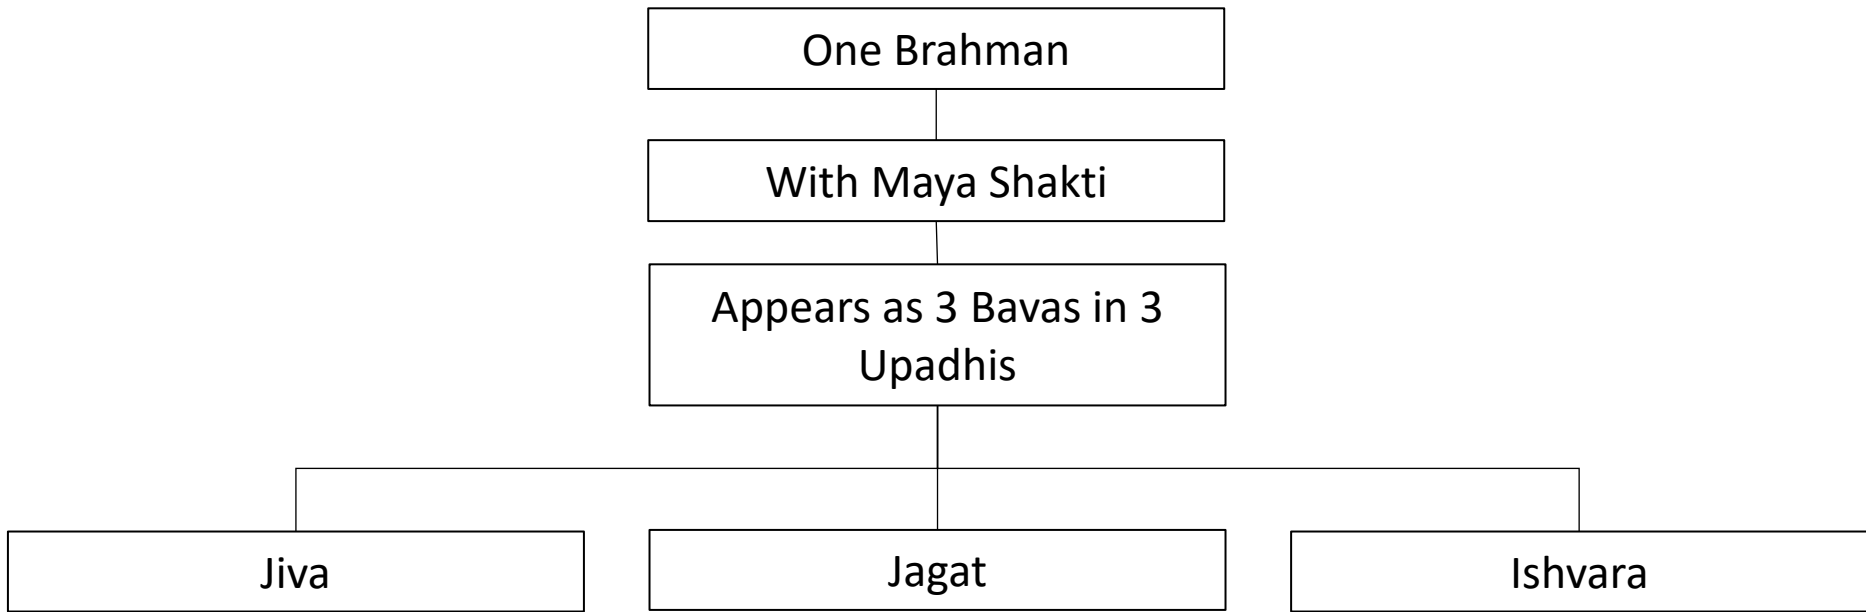 One Brahman
With Maya Shakti
Appears as 3 Bavas in 3
Upadhis
Jiva
Jagat
Ishvara